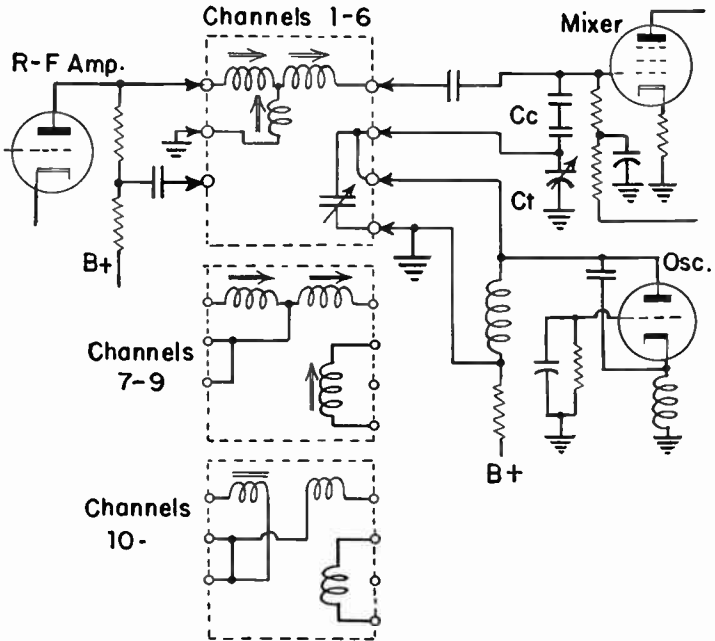 Channels 1-6
Mixer
R-F Amp.
Cc
Ct
B+
Osc.
Channels
7-9
B+
Channels
10-